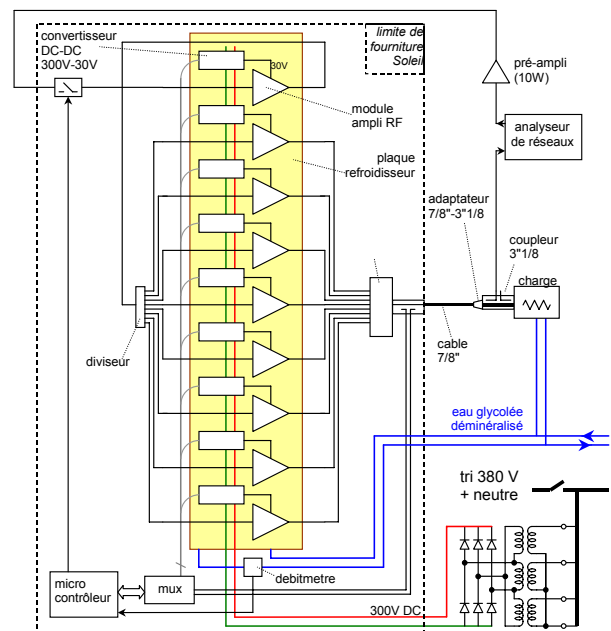 convertisseur
DC-DC
300V-30V
30V
limite de
fourniture
Soleil
pré-ampli
(10W)
module
ampli RF
analyseur
de réseaux
plaque
refroidisseur
adaptateur
7/8"-3"1/8
coupleur
3"1/8
charge
diviseur
cable
7/8"
eau glycolée
déminéralisé
tri 380 V
+ neutre
micro
contrôleur
mux
debitmetre
300V DC